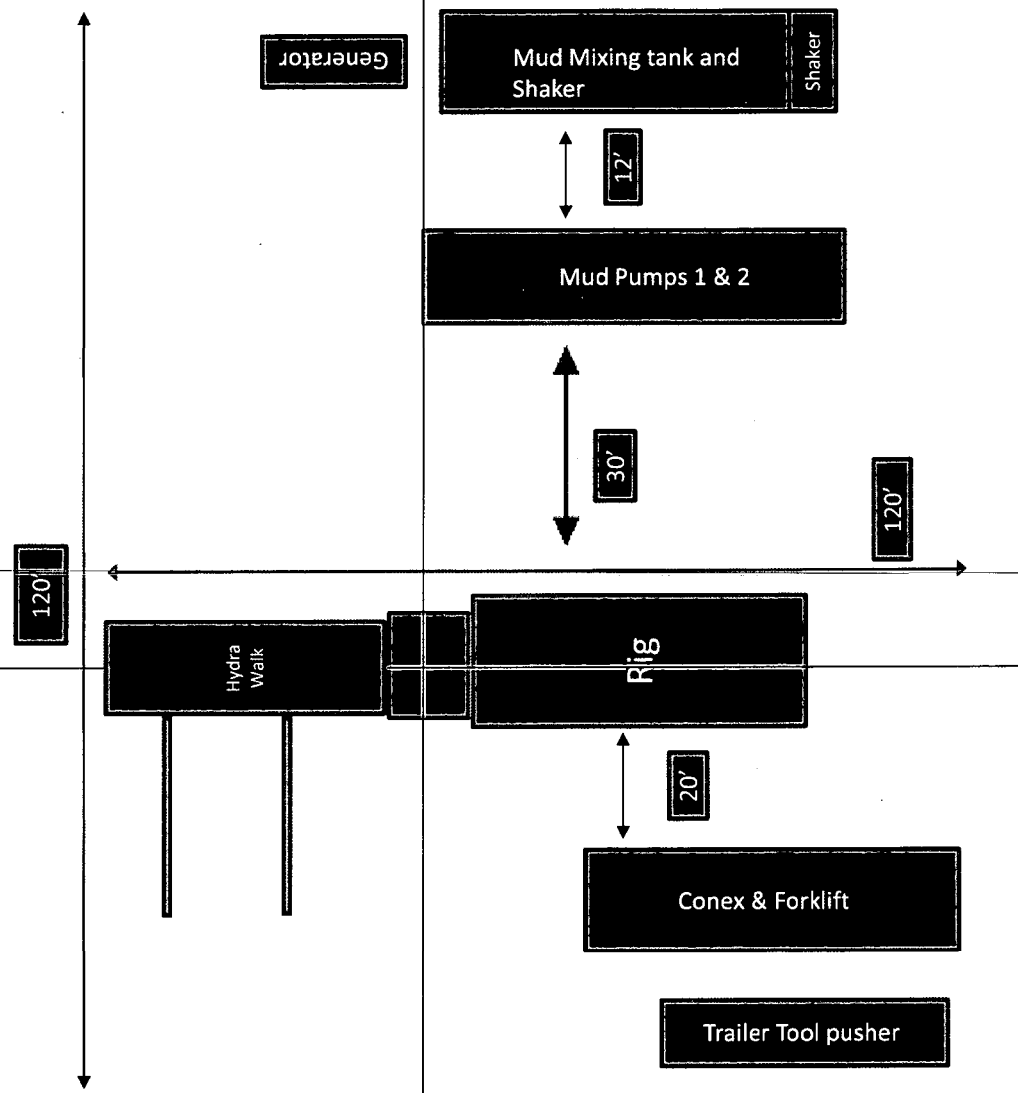 Generator
Mud Mixing tank and
Shaker
Shaker
12'
Mud Pumps 1 & 2
30'
120'
120'
Hydra
Walk
Rig
20'
Conex & Forklift
Trailer Tool pusher